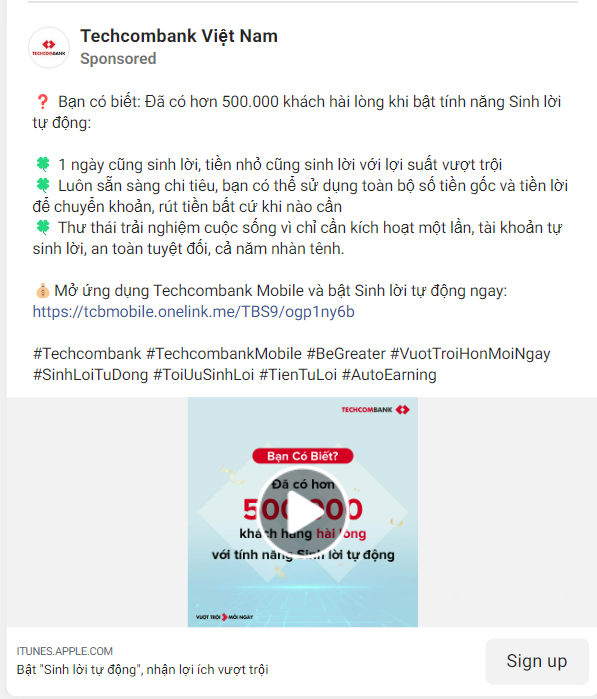 TECHCOMBANK
Techcombank Việt Nam
Sponsored
❓ Bạn có biết: Đã có hơn 500.000 khách hài lòng khi bật tính năng Sinh lời
tự động:
🍀 1 ngày cũng sinh lời, tiền nhỏ cũng sinh lời với lợi suất vượt trội
🍀 Luôn sẵn sàng chi tiêu, bạn có thể sử dụng toàn bộ số tiền gốc và tiền lời
để chuyển khoản, rút tiền bất cứ khi nào cần
🍀 Thư thái trải nghiệm cuộc sống vì chỉ cần kích hoạt một lần, tài khoản tự
sinh lời, an toàn tuyệt đối, cả năm nhàn tênh.
💰Mở ứng dụng Techcombank Mobile và bật Sinh lời tự động ngay:
https://tcbmobile.onelink.me/TBS9/ogp1ny6b
#Techcombank #TechcombankMobile #BeGreater #VuotTroiHonMoiNgay
#SinhLoiTuDong #ToiUuSinhLoi #TienTuLoi #AutoEarning
TECHCOMBANK
Bạn Có Biết?
Đã có hơn
500.000
khách hàng hài lòng
với tính năng Sinh lời tự động
VƯỢT TRỘI MỖI NGÀY
ITUNES.APPLE.COM
Bật "Sinh lời tự động", nhận lợi ích vượt trội
Sign up